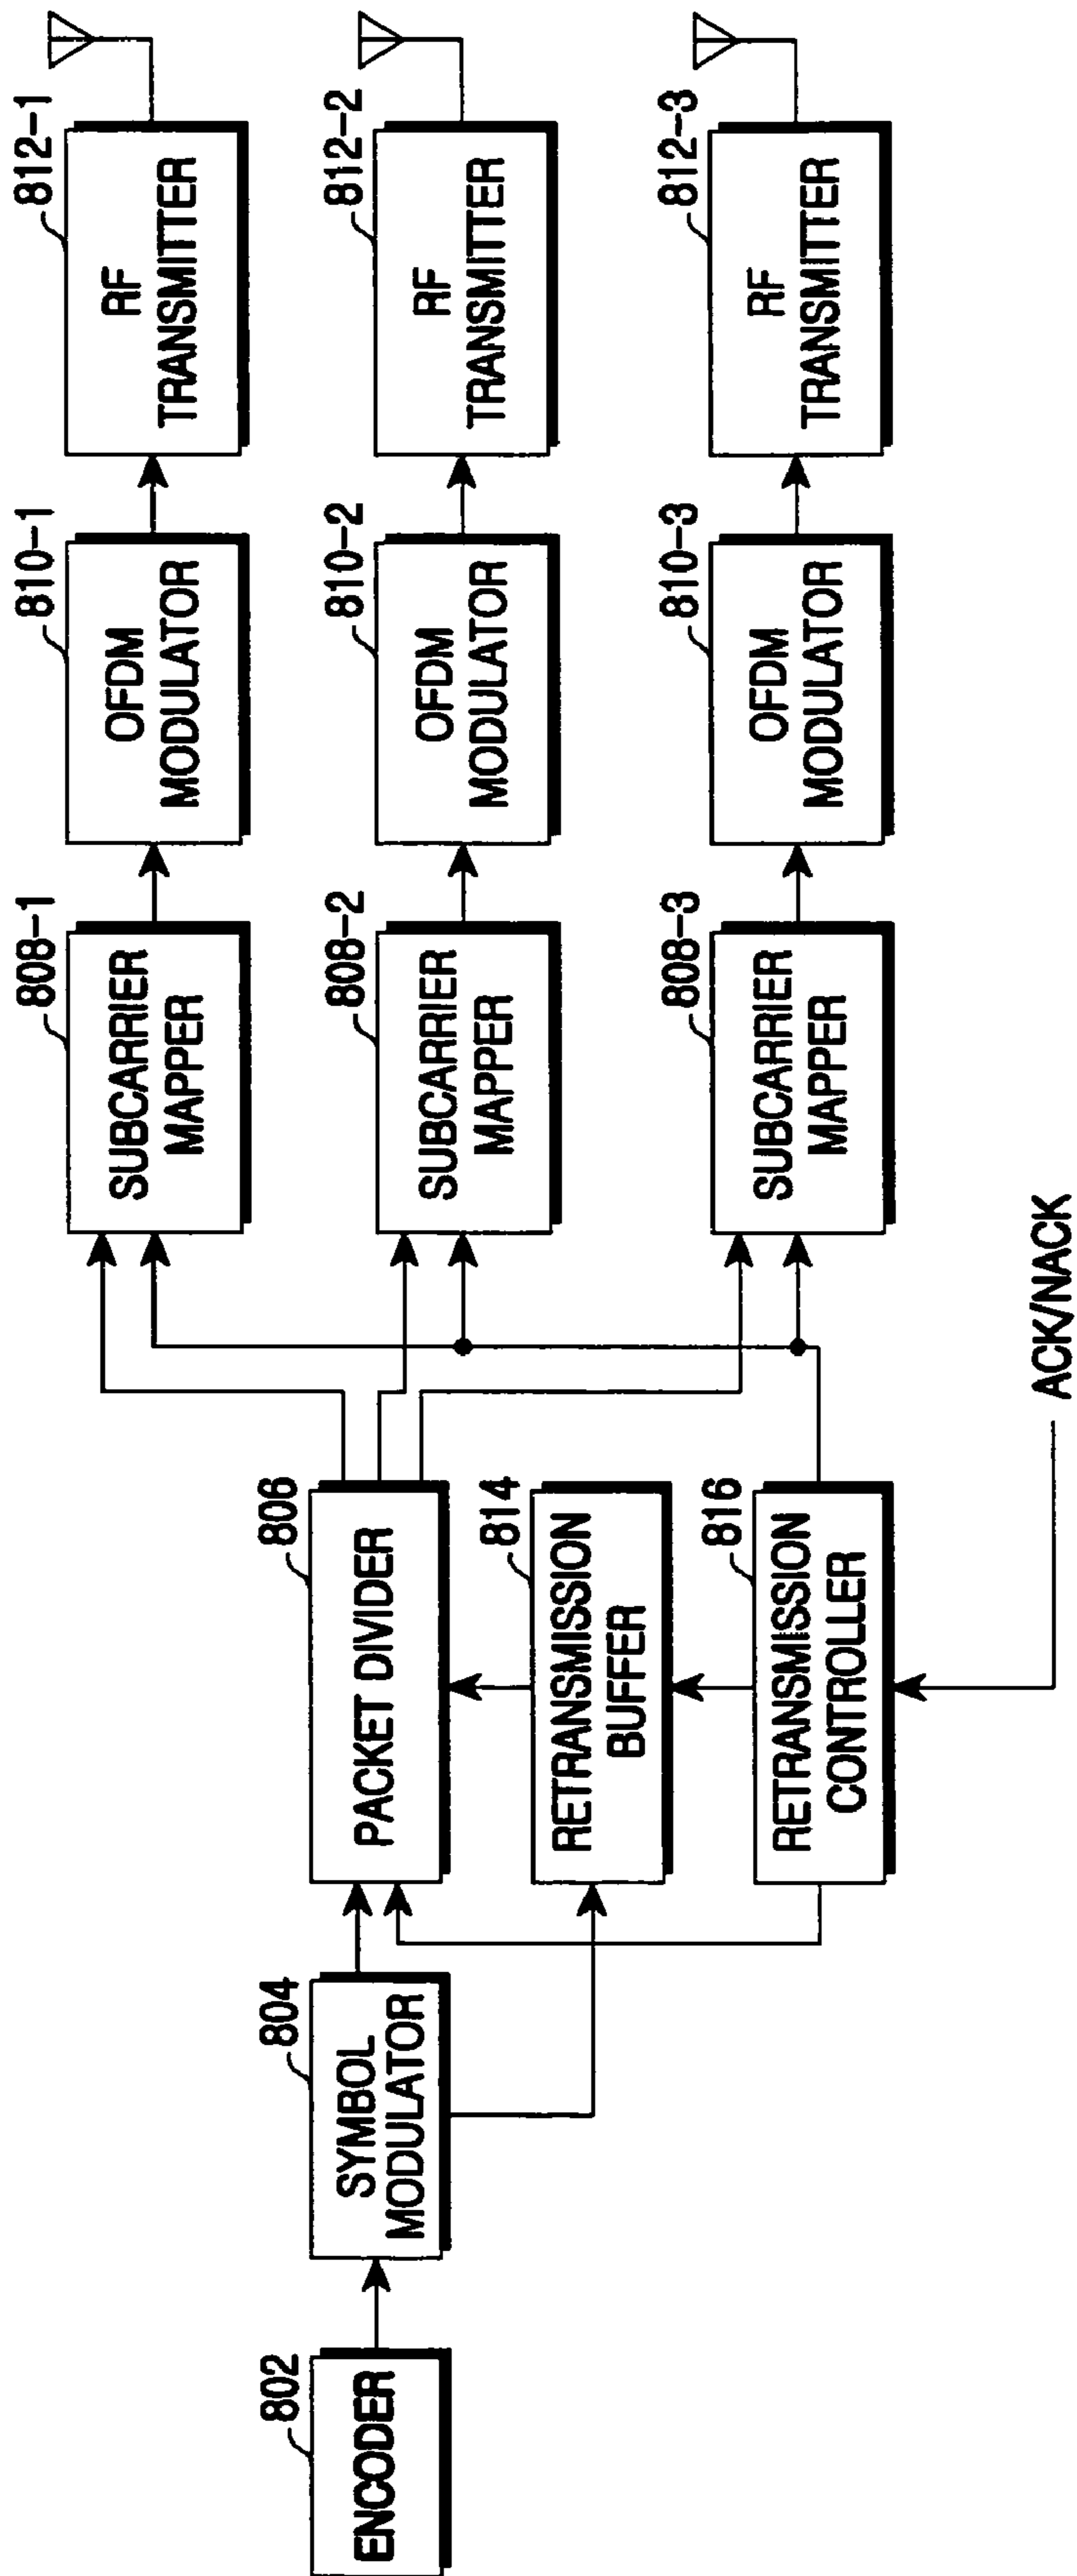 802
ENCODER
804
SYMBOL
MODULATOR
806
PACKET DIVIDER
814
RETRANSMISSION
BUFFER
816
RETRANSMISSION
CONTROLLER
ACK/NACK
808-1
SUBCARRIER
MAPPER
810-1
OFDM
MODULATOR
812-1
RF
TRANSMITTER
808-2
SUBCARRIER
MAPPER
810-2
OFDM
MODULATOR
812-2
RF
TRANSMITTER
808-3
SUBCARRIER
MAPPER
810-3
OFDM
MODULATOR
812-3
RF
TRANSMITTER